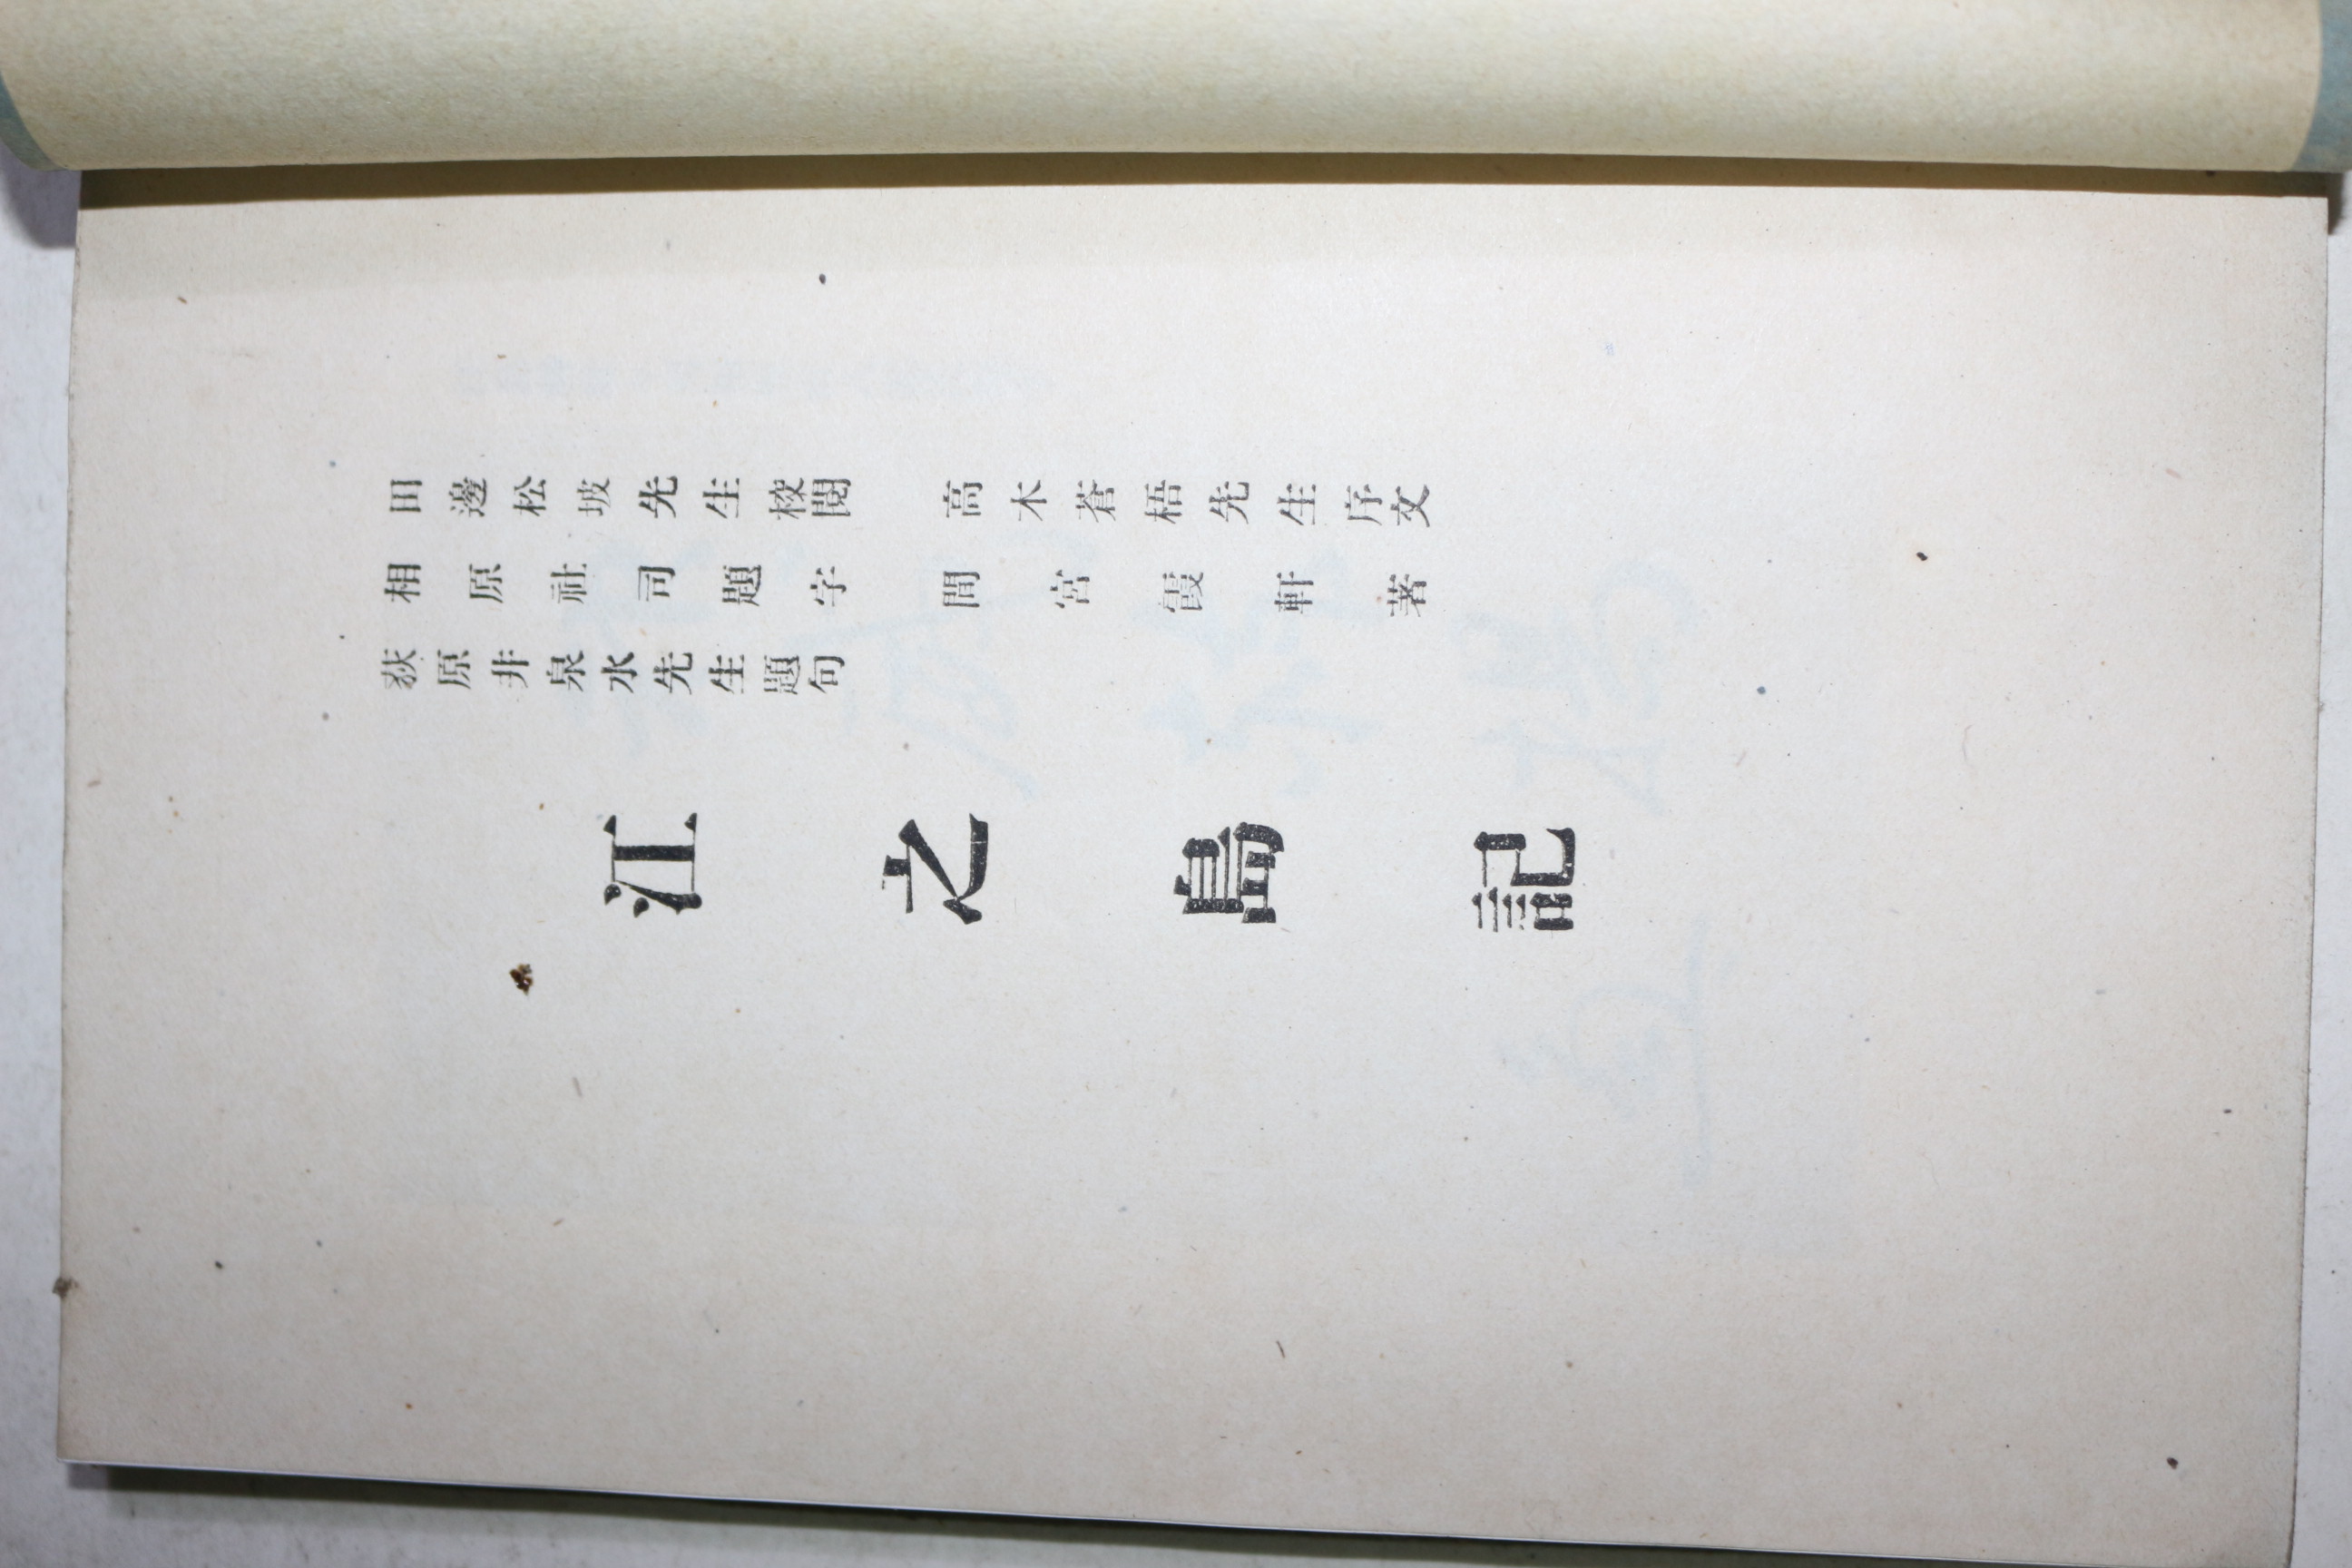 田邊松坡先生校閲
相原社司題字
荻原井泉水先生題句
高木蒼梧先生序文
間宮霞軒著
江之島記